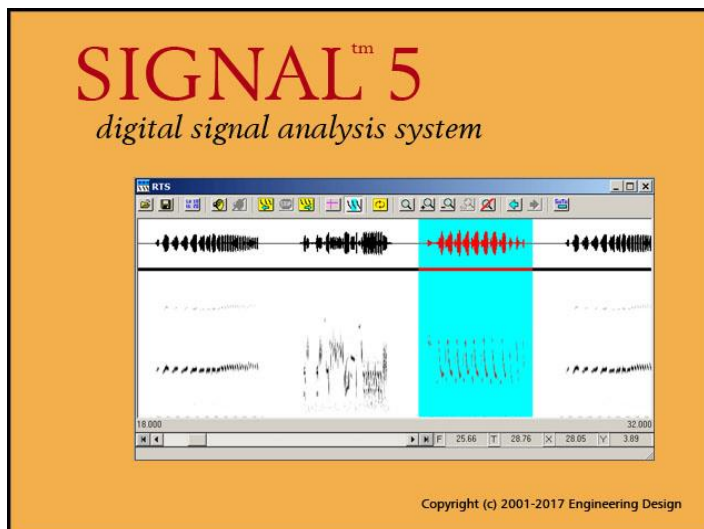 SIGNAL™ 5
digital signal analysis system
RTS
18.000 32.000
F 25.66 T 28.76 X 28.05 Y 3.89
Copyright (c) 2001-2017 Engineering Design